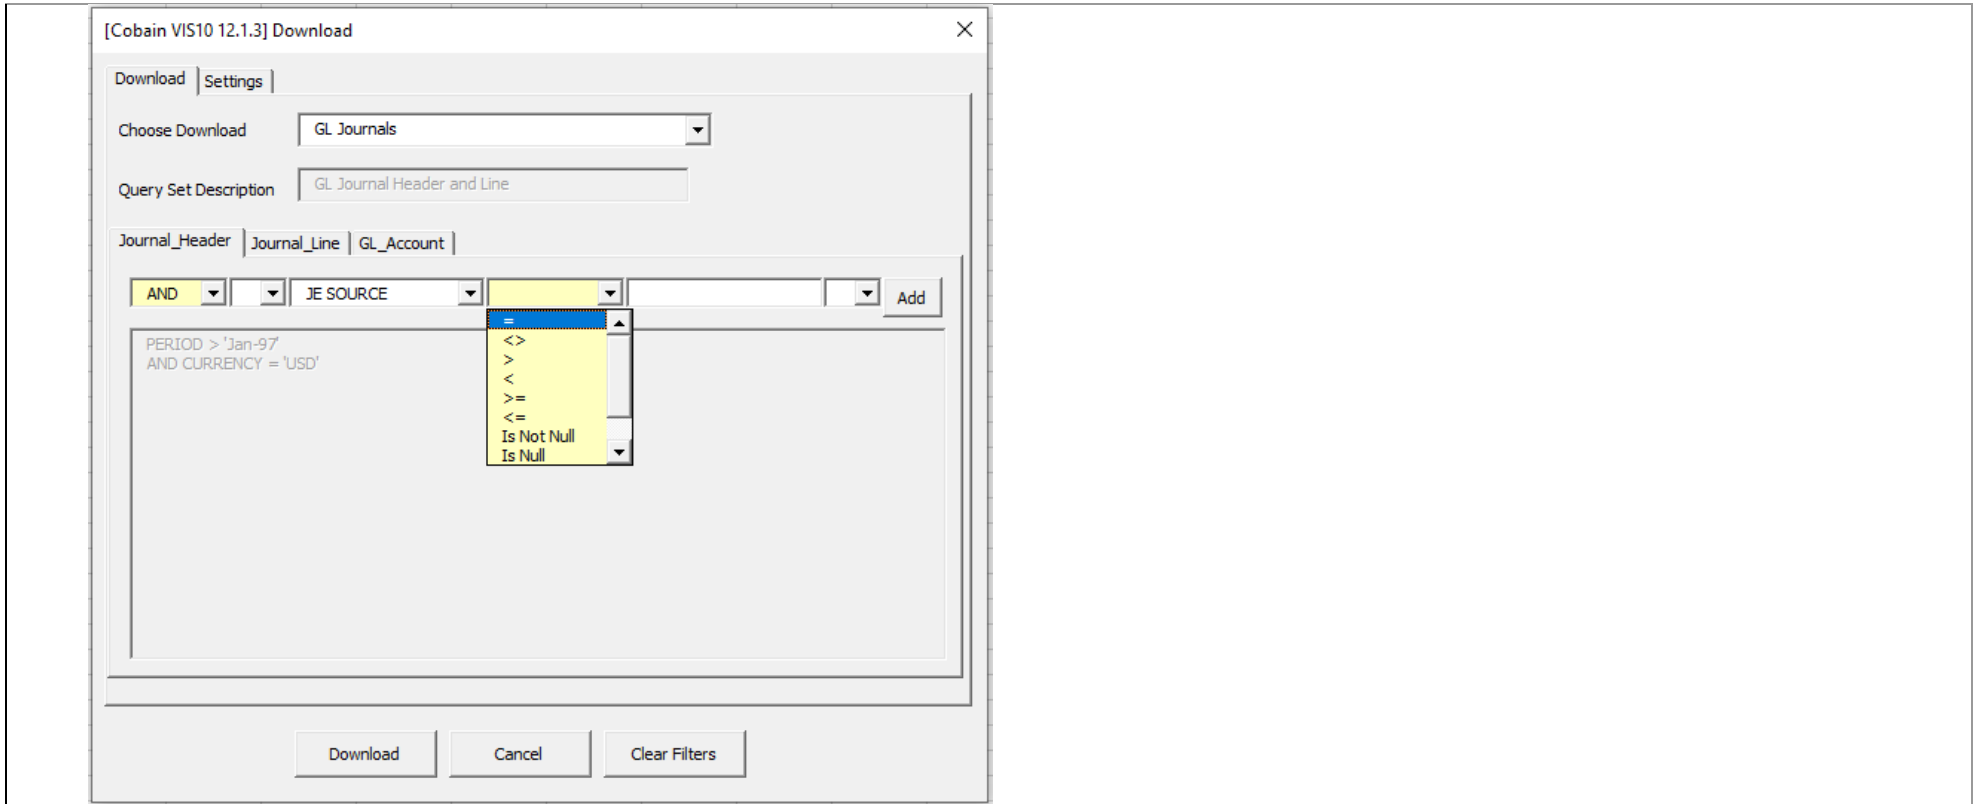 [Cobain VIS10 12.1.3] Download
Download Settings
Choose Download GL Journals
Query Set Description GL Journal Header and Line
Journal_Header Journal_Line GL_Account
AND JE SOURCE Add
=
<>
>
<
>=
<=
Is Not Null
Is Null
PERIOD > 'Jan-97'
AND CURRENCY = 'USD'
Download Cancel Clear Filters